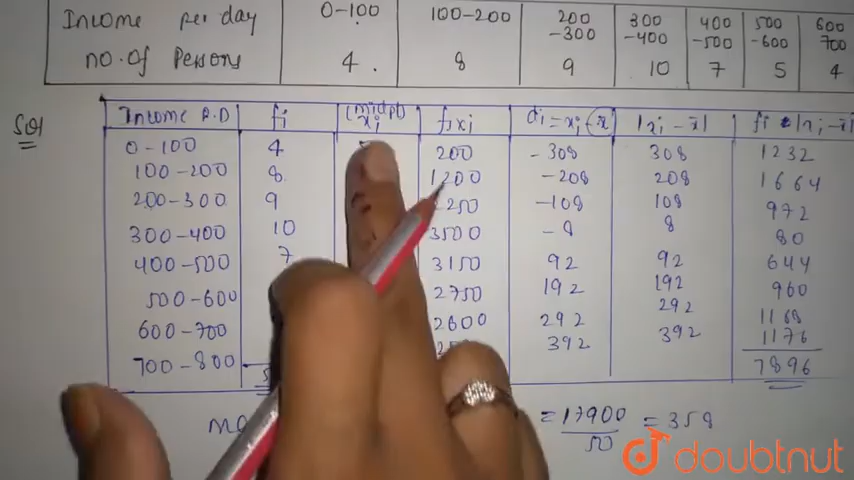 Income per day 0-100 100-200 200-300 300-400 400-500 500-600 600 700
no. of Persons 4 8 9 10 7 5 4
Sol
Income P.D fi (midpt) xi fixi di = xi - x̄ |xi - x̄| fi |xi - x̄|
0-100 4 200 -308 308 1232
100-200 8 1200 -208 208 1664
200-300 9 250 -108 108 972
300-400 10 3500 -8 8 80
400-500 7 3150 92 92 644
500-600 2750 192 192 960
600-700 2600 292 292 1168
700-800 392 392 1176
7896
= 17900 / 50 = 358
doubtnut